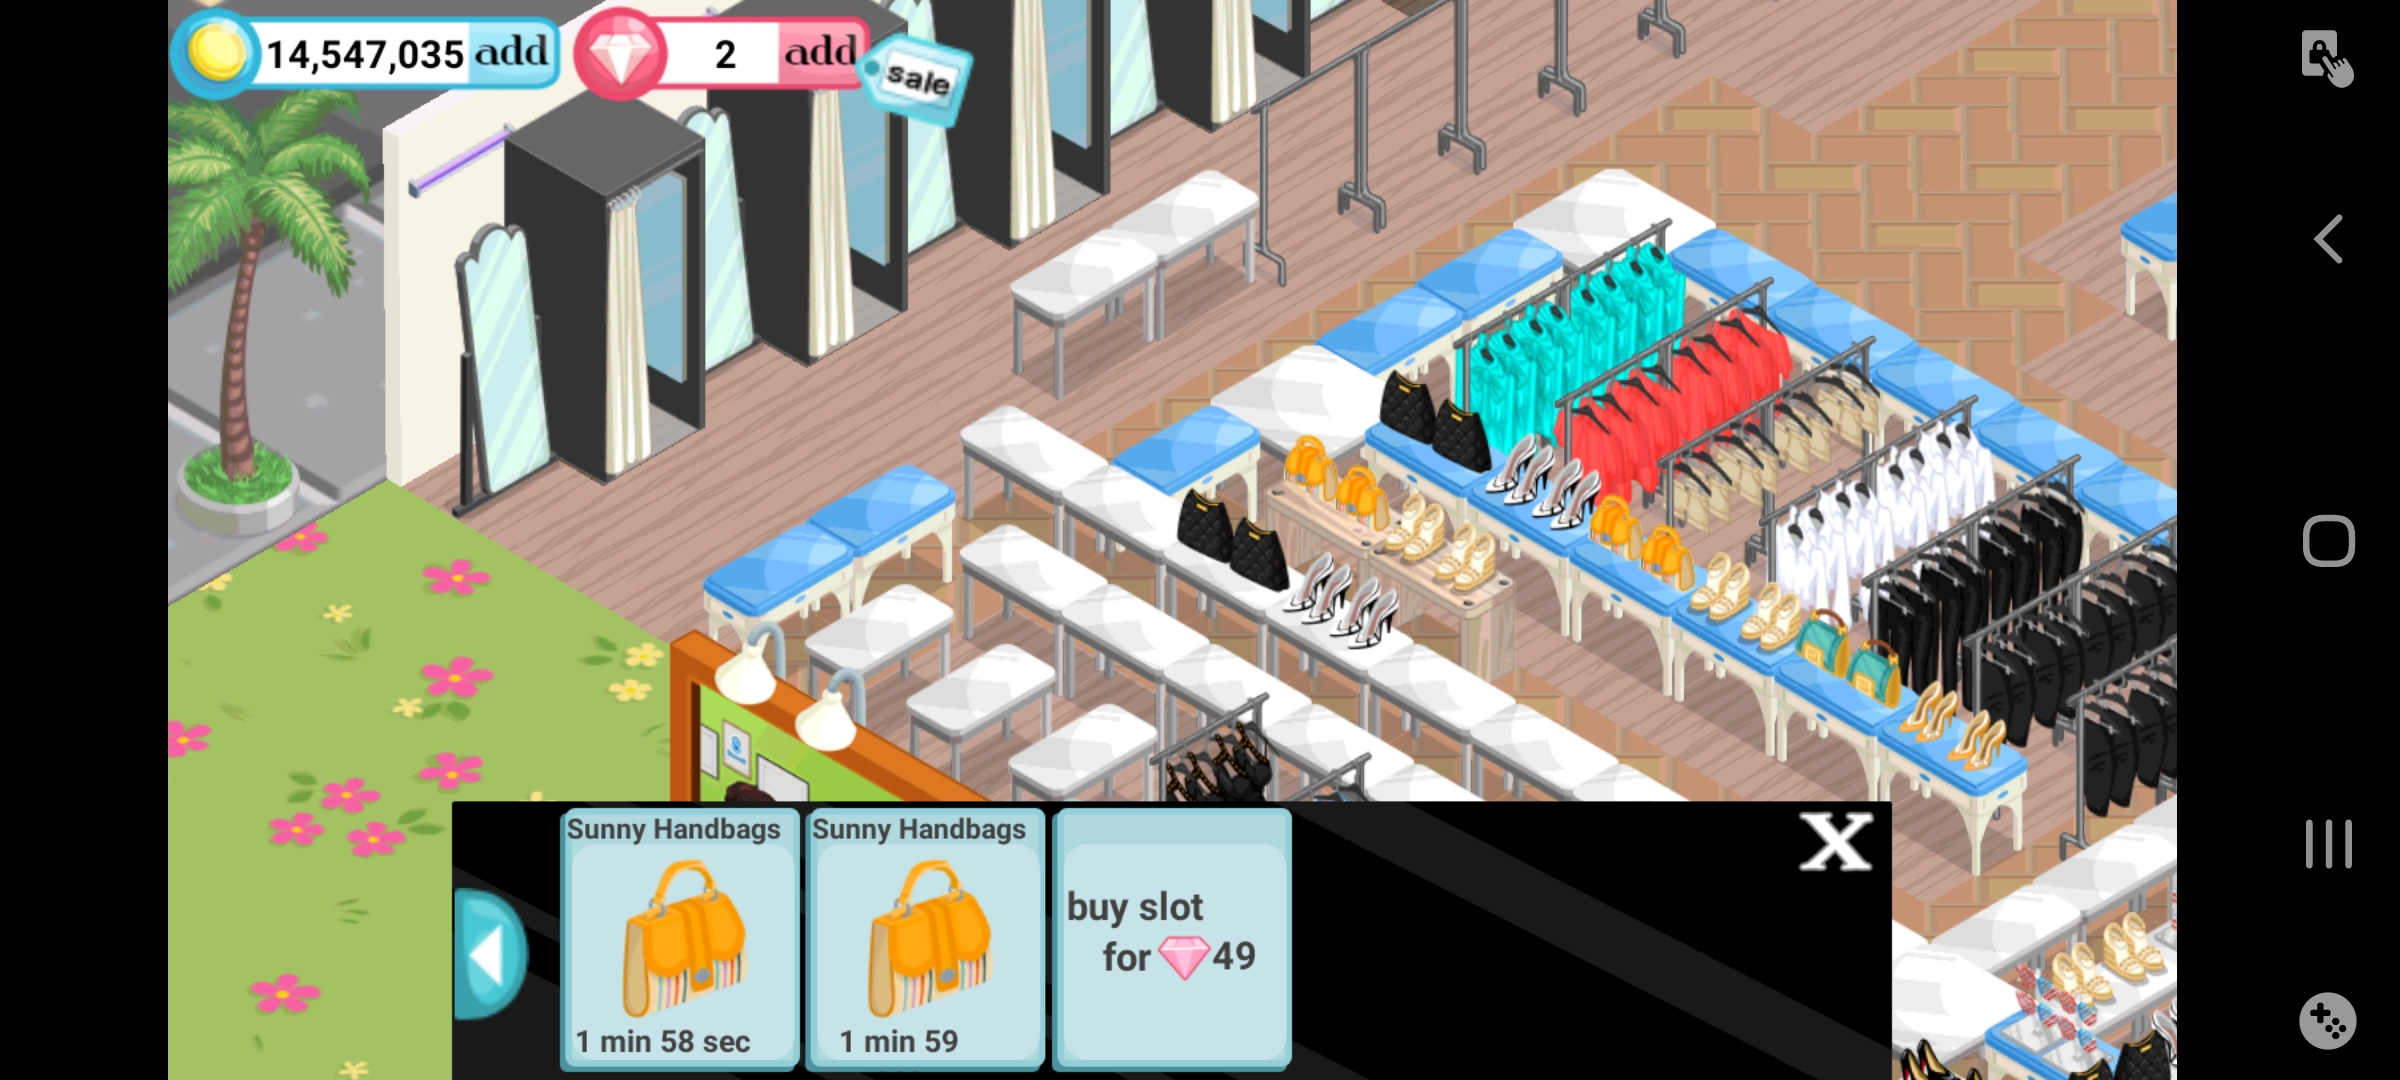 14,547,035 add
2 add
sale
Sunny Handbags
1 min 58 sec
Sunny Handbags
1 min 59
buy slot
for 49
X